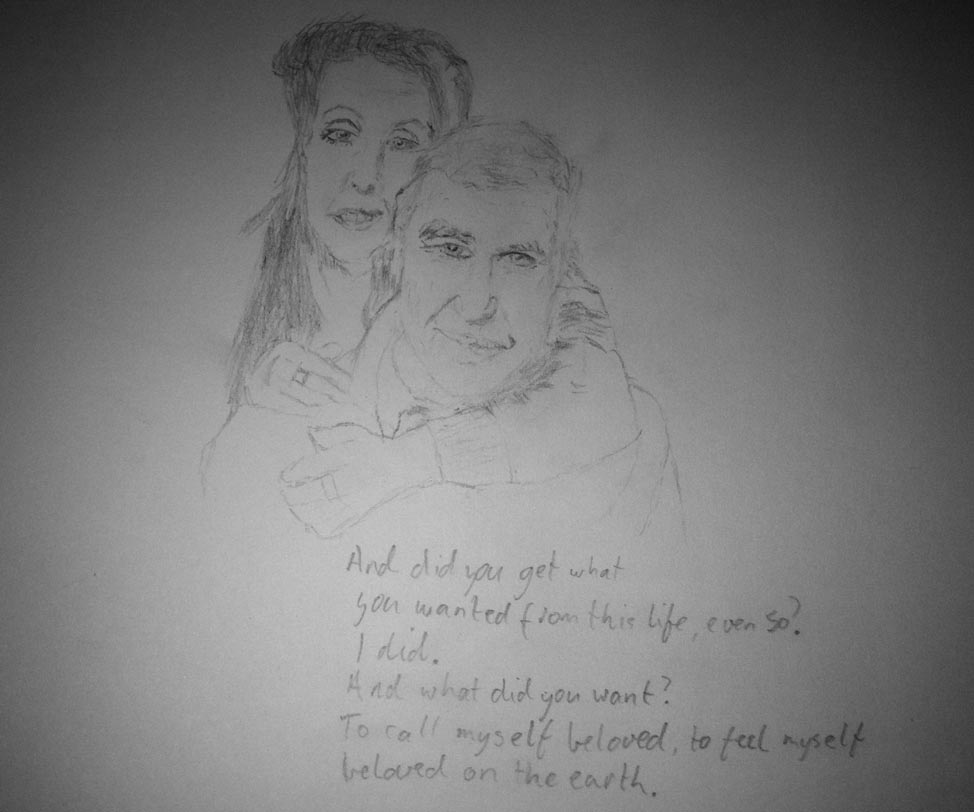 And did you get what
you wanted from this life, even so?
I did.
And what did you want?
To call myself beloved, to feel myself
beloved on the earth.